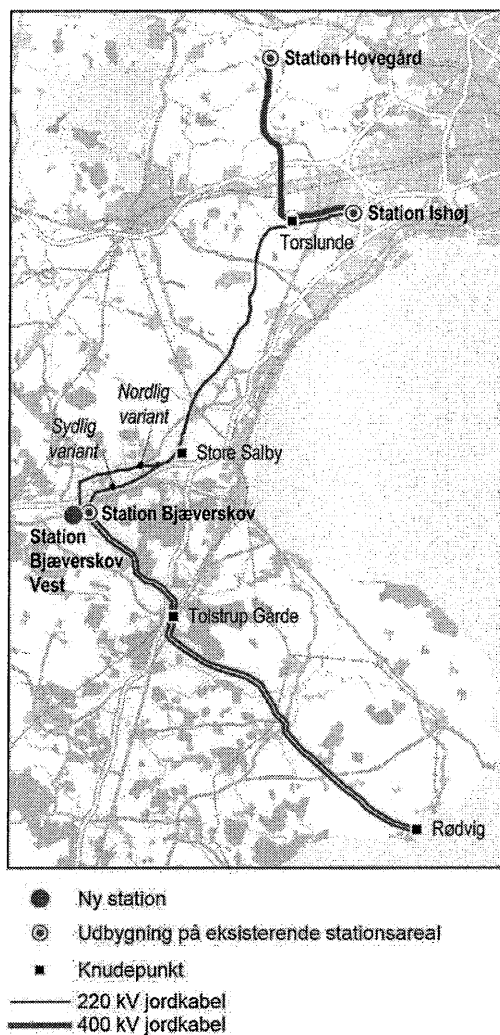 Station Hovegård
Station Ishøj
Torslunde
Nordlig
variant
Sydlig
variant
Store Salby
Station Bjæverskov
Station
Bjæverskov
Vest
Tolstrup Gårde
Rødvig
Ny station
Udbygning på eksisterende stationsareal
Knudepunkt
220 kV jordkabel
400 kV jordkabel